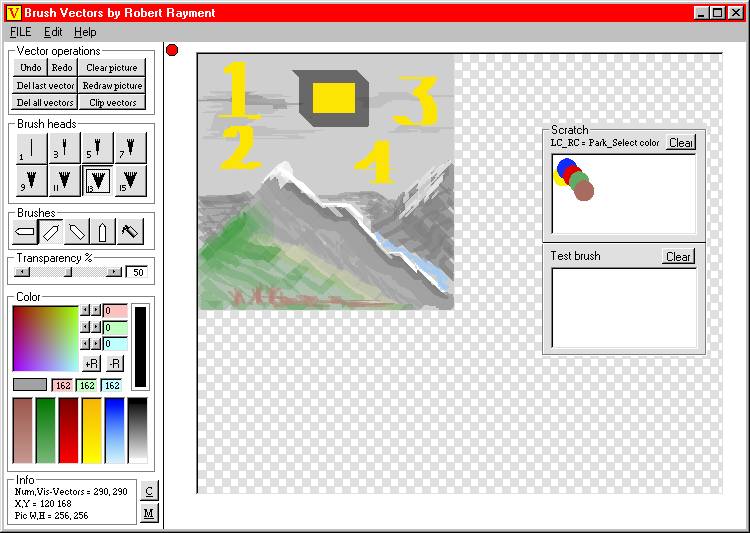 Brush Vectors by Robert Rayment
FILE Edit Help
Vector operations
Undo Redo Clear picture
Del last vector Redraw picture
Del all vectors Clip vectors
Brush heads
1 3 5 7
9 11 13 15
Brushes
Transparency %
50
Color
0
0
0
+R -R
162 162 162
Info
Num,Vis-Vectors = 290, 290
X,Y = 120 168
Pic W,H = 256, 256
C
M
1 3
2 4
Scratch
LC_RC = Park_Select color Clear
Test brush Clear